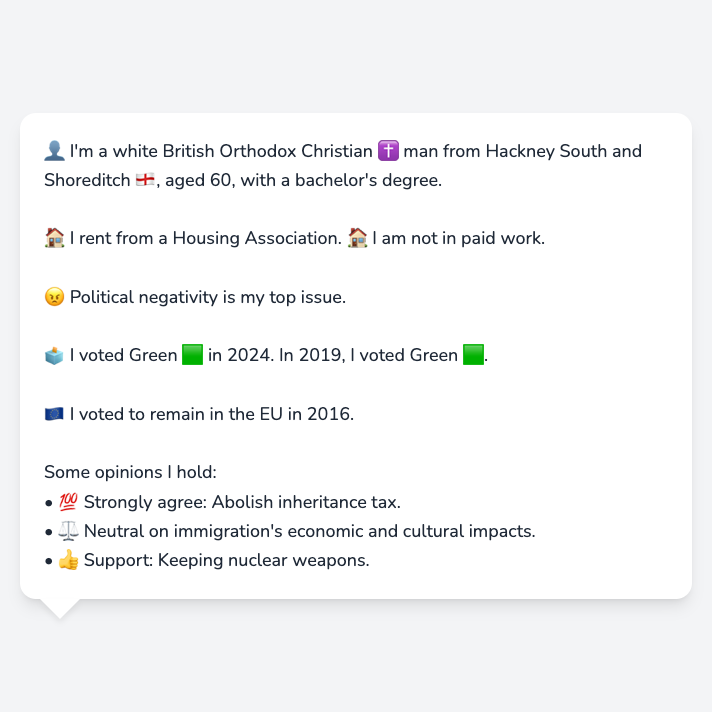 👤 I'm a white British Orthodox Christian ✝️ man from Hackney South and
Shoreditch 🏴󠁧󠁢󠁥󠁮󠁧󠁿, aged 60, with a bachelor's degree.
🏠 I rent from a Housing Association. 🏠 I am not in paid work.
😠 Political negativity is my top issue.
🗳️ I voted Green 🟩 in 2024. In 2019, I voted Green 🟩.
🇪🇺 I voted to remain in the EU in 2016.
Some opinions I hold:
• 💯 Strongly agree: Abolish inheritance tax.
• ⚖️ Neutral on immigration's economic and cultural impacts.
• 👍 Support: Keeping nuclear weapons.